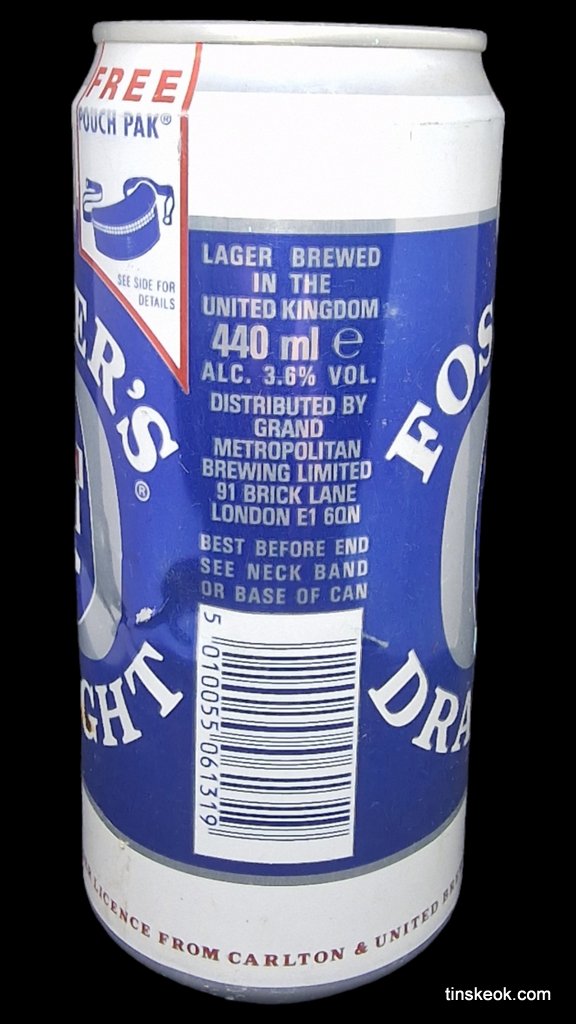 FREE
POUCH PAK®
SEE SIDE FOR
DETAILS
LAGER BREWED
IN THE
UNITED KINGDOM
440 ml e
ALC. 3.6% VOL.
DISTRIBUTED BY
GRAND
METROPOLITAN
BREWING LIMITED
91 BRICK LANE
LONDON E1 6QN
BEST BEFORE END
SEE NECK BAND
OR BASE OF CAN
ER'S
®
GHT
FOS
DRA
5 010055 061319
LICENCE FROM CARLTON & UNITED
tinskeok.com